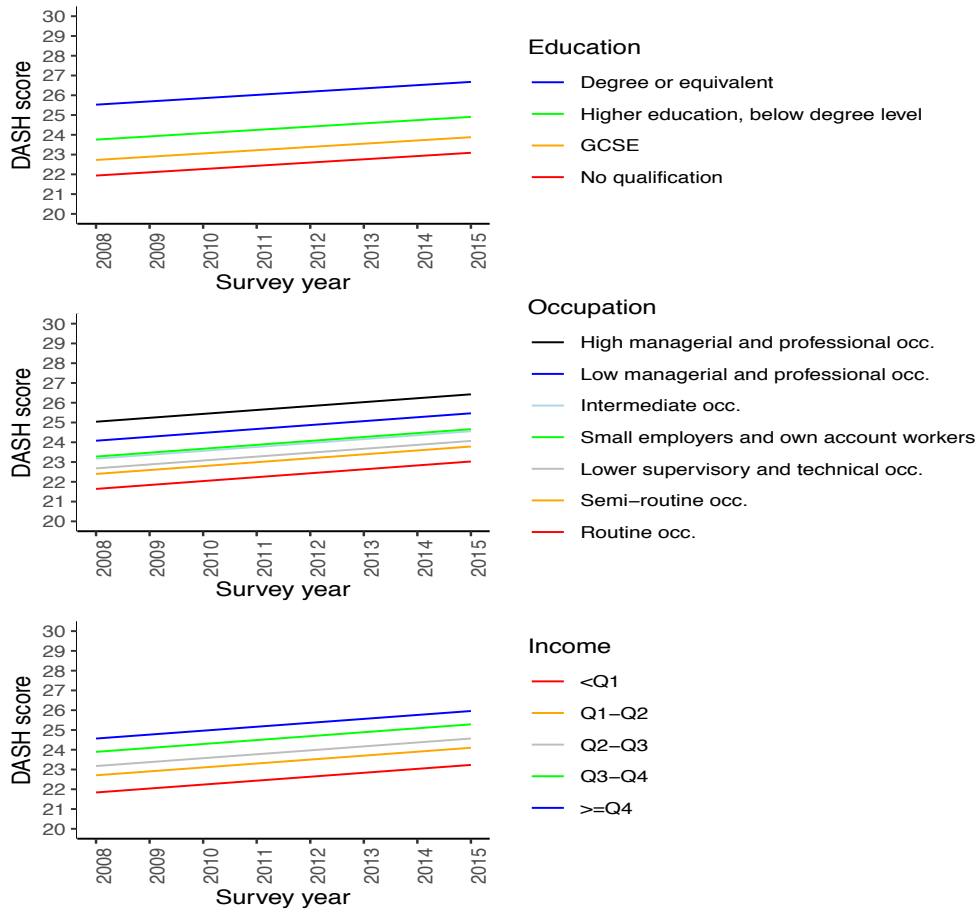 30
29
28
27
26
25
24
23
22
21
20
DASH score
2008
2009
2010
2011
2012
2013
2014
2015
Survey year
Education
Degree or equivalent
Higher education, below degree level
GCSE
No qualification
30
29
28
27
26
25
24
23
22
21
20
DASH score
2008
2009
2010
2011
2012
2013
2014
2015
Survey year
Occupation
High managerial and professional occ.
Low managerial and professional occ.
Intermediate occ.
Small employers and own account workers
Lower supervisory and technical occ.
Semi−routine occ.
Routine occ.
30
29
28
27
26
25
24
23
22
21
20
DASH score
2008
2009
2010
2011
2012
2013
2014
2015
Survey year
Income
<Q1
Q1−Q2
Q2−Q3
Q3−Q4
>=Q4